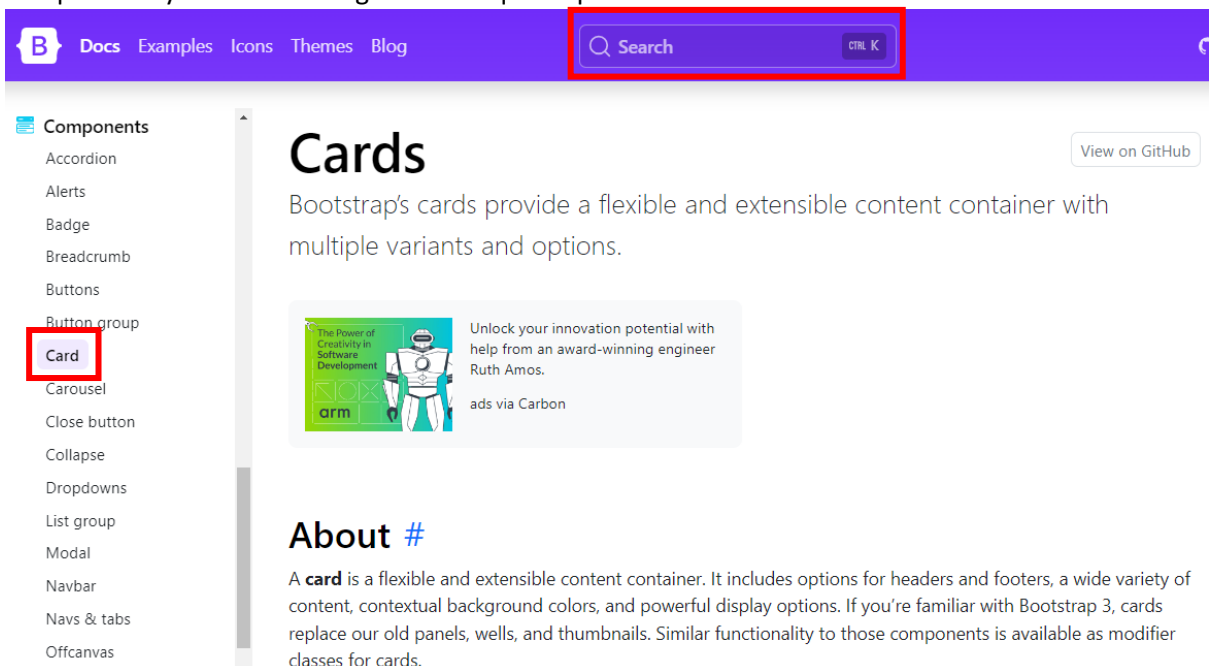 B Docs Examples Icons Themes Blog Search CTRL K
Components
Accordion
Alerts
Badge
Breadcrumb
Buttons
Button group
Card
Carousel
Close button
Collapse
Dropdowns
List group
Modal
Navbar
Navs & tabs
Offcanvas
Cards
View on GitHub
Bootstrap's cards provide a flexible and extensible content container with
multiple variants and options.
The Power of
Creativity in
Software
Development
arm
Unlock your innovation potential with
help from an award-winning engineer
Ruth Amos.
ads via Carbon
About #
A card is a flexible and extensible content container. It includes options for headers and footers, a wide variety of
content, contextual background colors, and powerful display options. If you're familiar with Bootstrap 3, cards
replace our old panels, wells, and thumbnails. Similar functionality to those components is available as modifier
classes for cards.